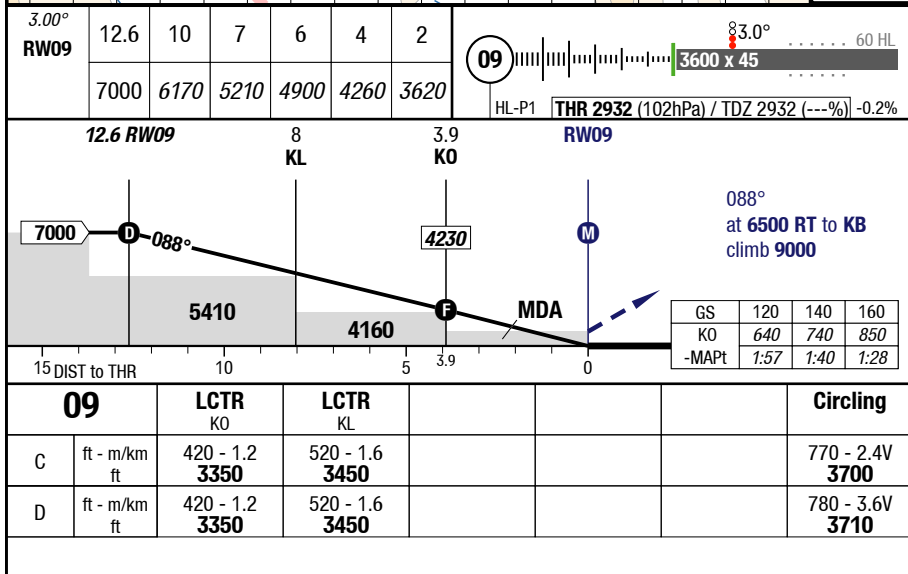 3.00°
RW09
12.6 10 7 6 4 2
7000 6170 5210 4900 4260 3620
3.0°
60 HL
09
3600 x 45
HL-P1 THR 2932 (102hPa) / TDZ 2932 (---%) -0.2%
12.6 RW09
8
KL
3.9
KO
RW09
088°
at 6500 RT to KB
climb 9000
7000
D
088°
4230
M
F
5410
4160
MDA
GS 120 140 160
KO 640 740 850
-MAPt 1:57 1:40 1:28
15 DIST to THR 10 5 3.9 0
09
LCTR
KO
LCTR
KL
Circling
C ft - m/km 420 - 1.2 520 - 1.6 770 - 2.4V
ft 3350 3450 3700
D ft - m/km 420 - 1.2 520 - 1.6 780 - 3.6V
ft 3350 3450 3710